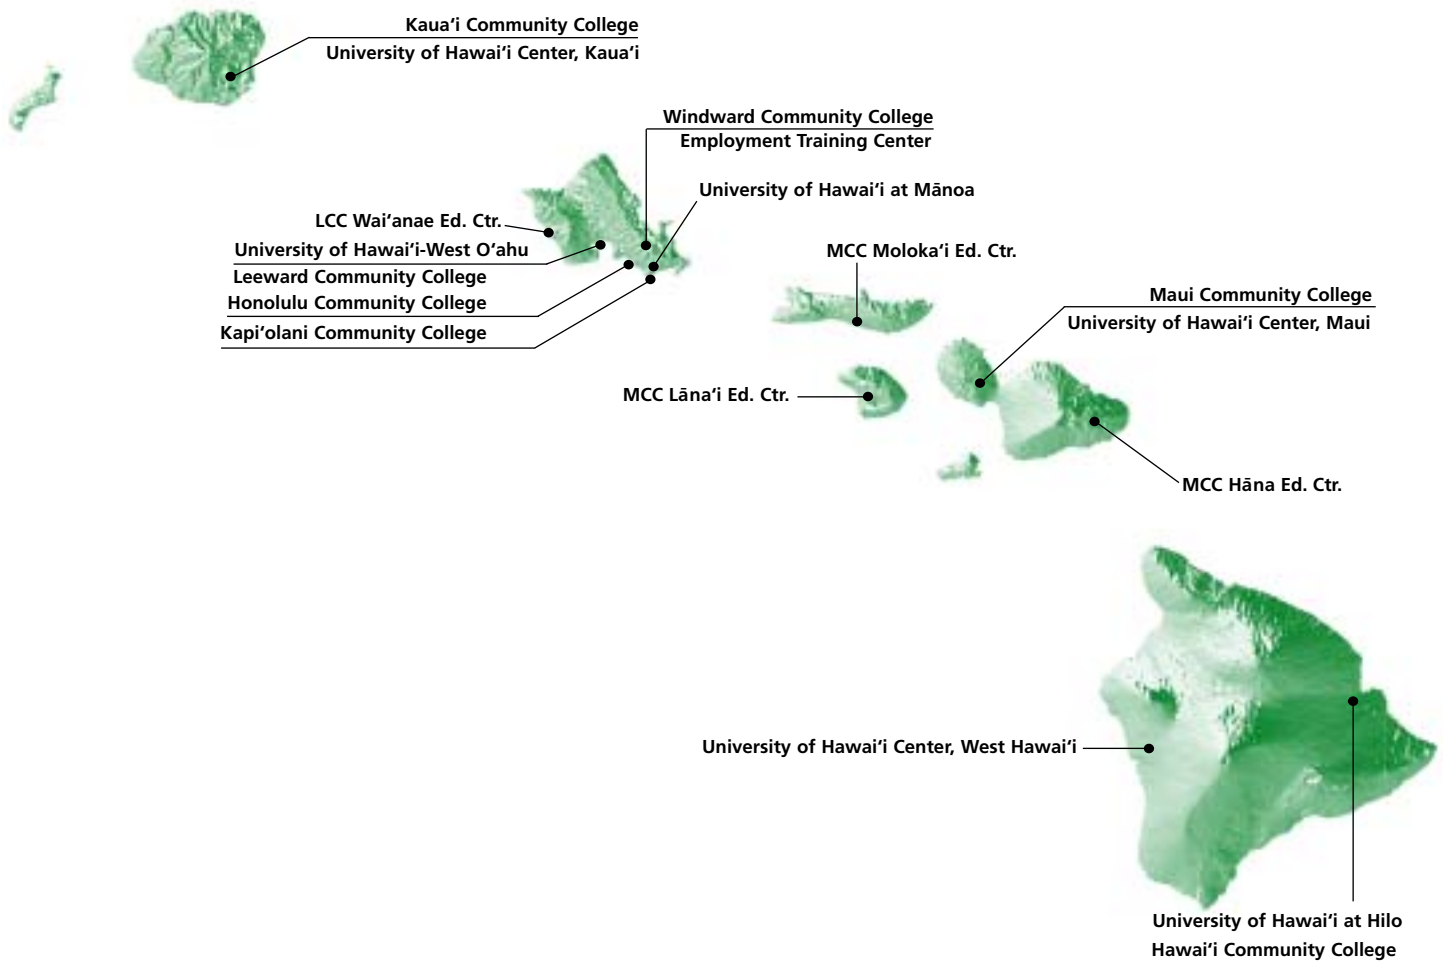 Kaua‘i Community College
University of Hawai‘i Center, Kaua‘i
Windward Community College
Employment Training Center
University of Hawai‘i at Mānoa
LCC Wai‘anae Ed. Ctr.
University of Hawai‘i-West O‘ahu
Leeward Community College
Honolulu Community College
Kapi‘olani Community College
MCC Moloka‘i Ed. Ctr.
Maui Community College
University of Hawai‘i Center, Maui
MCC Lāna‘i Ed. Ctr.
MCC Hāna Ed. Ctr.
University of Hawai‘i Center, West Hawai‘i
University of Hawai‘i at Hilo
Hawai‘i Community College